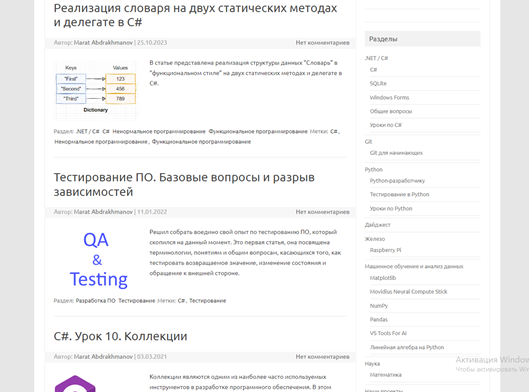 Реализация словаря на двух статических методах
и делегате в C#
Автор: Marat Abdrakhmanov | 25.10.2023
Нет комментариев
Keys
Values
"First"
123
"Second"
456
"Third"
789
Dictionary
В статье представлена реализация структуры данных "Словарь" в
"функциональном стиле" на двух статических методах и делегате в
C#.
Раздел: .NET / C# C# Ненормальное программирование Функциональное программирование Метки: C#,
Ненормальное программирование, Функциональное программирование
Тестирование ПО. Базовые вопросы и разрыв
зависимостей
Автор: Marat Abdrakhmanov | 11.01.2022
Нет комментариев
QA
&
Testing
Решил собрать воедино свой опыт по тестированию ПО, который
скопился на данный момент. Это первая статья, она посвящена
терминологии, понятиям и общим вопросам, касающимся того, как
тестировать возвращаемое значение, изменение состояния и
обращение к внешней стороне.
Раздел: Разработка ПО Тестирование Метки: C#, Тестирование
C#. Урок 10. Коллекции
Автор: Marat Abdrakhmanov | 03.03.2021
Нет комментариев
Коллекции являются одним из наиболее часто используемых
инструментов в разработке программного обеспечения. В этом
Разделы
.NET / C#
C#
SQLite
Windows Forms
Общие вопросы
Уроки по C#
Git
Git для начинающих
Python
Python-разработчику
Тестирование в Python
Уроки по Python
Дайджест
Железо
Raspberry Pi
Машинное обучение и анализ данных
Matplotlib
Movidius Neural Compute Stick
NumPy
Pandas
VS Tools For AI
Линейная алгебра на Python
Наука
Математика
Активация Window
Чтобы активировать Wi